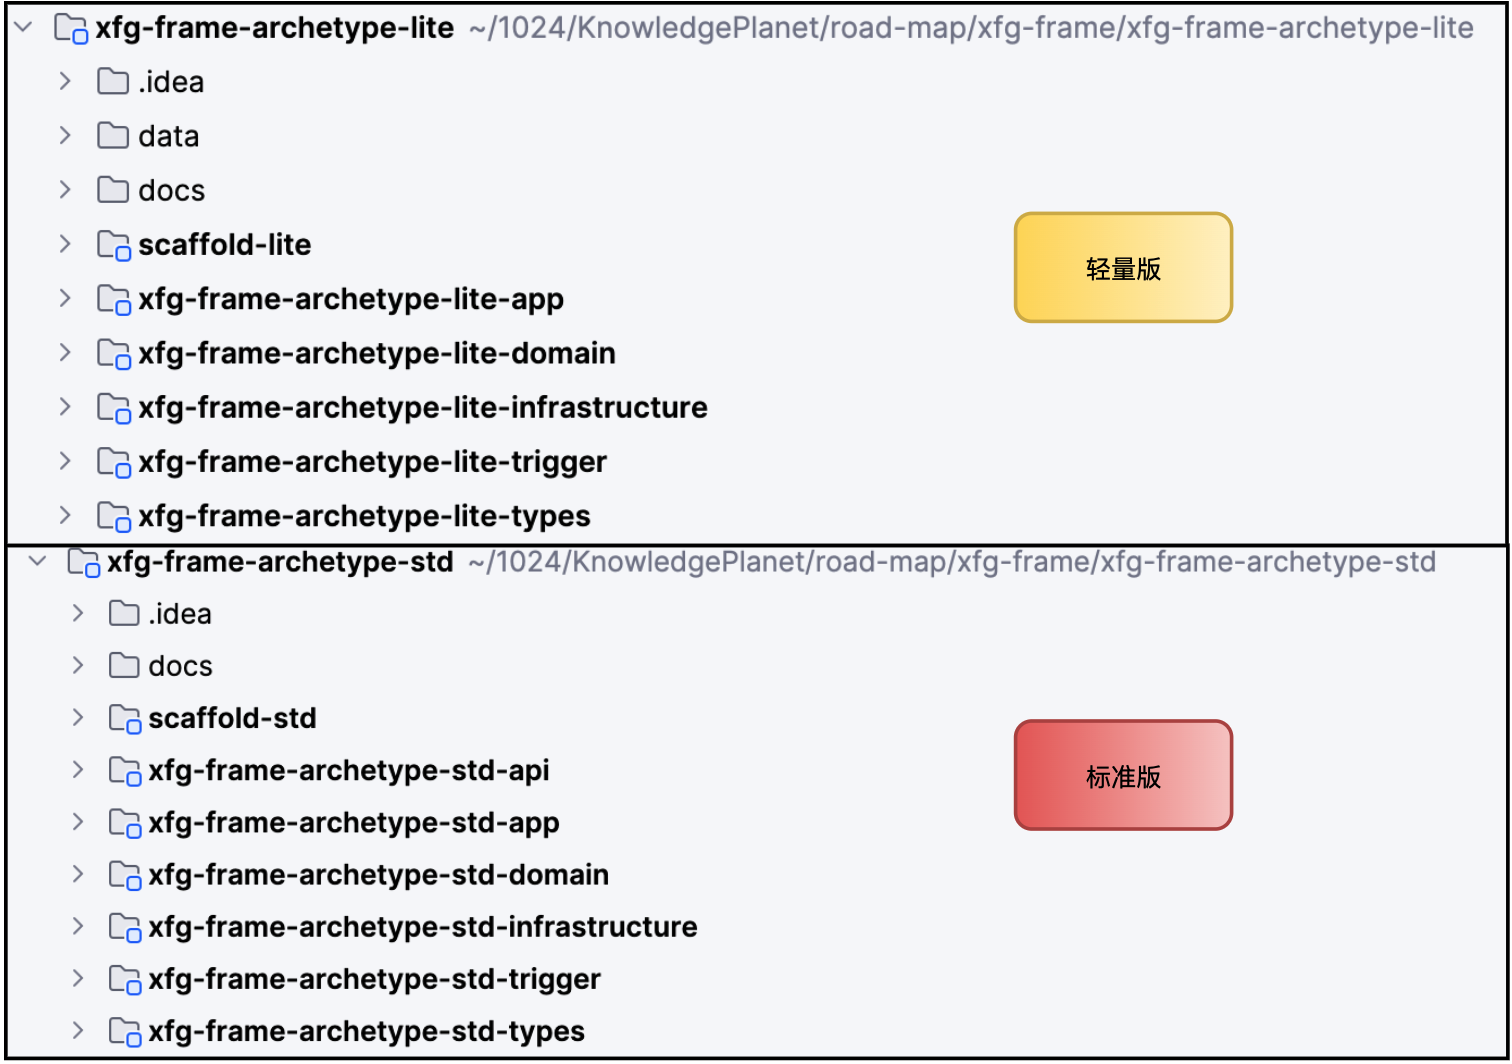 xfg-frame-archetype-lite ~/1024/KnowledgePlanet/road-map/xfg-frame/xfg-frame-archetype-lite
.idea
data
docs
scaffold-lite
轻量版
xfg-frame-archetype-lite-app
xfg-frame-archetype-lite-domain
xfg-frame-archetype-lite-infrastructure
xfg-frame-archetype-lite-trigger
xfg-frame-archetype-lite-types
xfg-frame-archetype-std ~/1024/KnowledgePlanet/road-map/xfg-frame/xfg-frame-archetype-std
.idea
docs
scaffold-std
xfg-frame-archetype-std-api
标准版
xfg-frame-archetype-std-app
xfg-frame-archetype-std-domain
xfg-frame-archetype-std-infrastructure
xfg-frame-archetype-std-trigger
xfg-frame-archetype-std-types